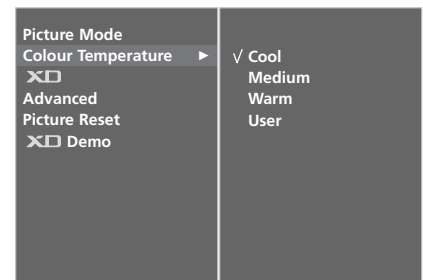 Picture Mode
Colour Temperature ►
XD
Advanced
Picture Reset
XD Demo
√ Cool
Medium
Warm
User